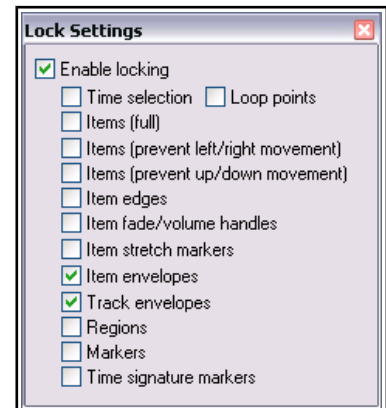 Lock Settings
Enable locking
Time selection Loop points
Items (full)
Items (prevent left/right movement)
Items (prevent up/down movement)
Item edges
Item fade/volume handles
Item stretch markers
Item envelopes
Track envelopes
Regions
Markers
Time signature markers